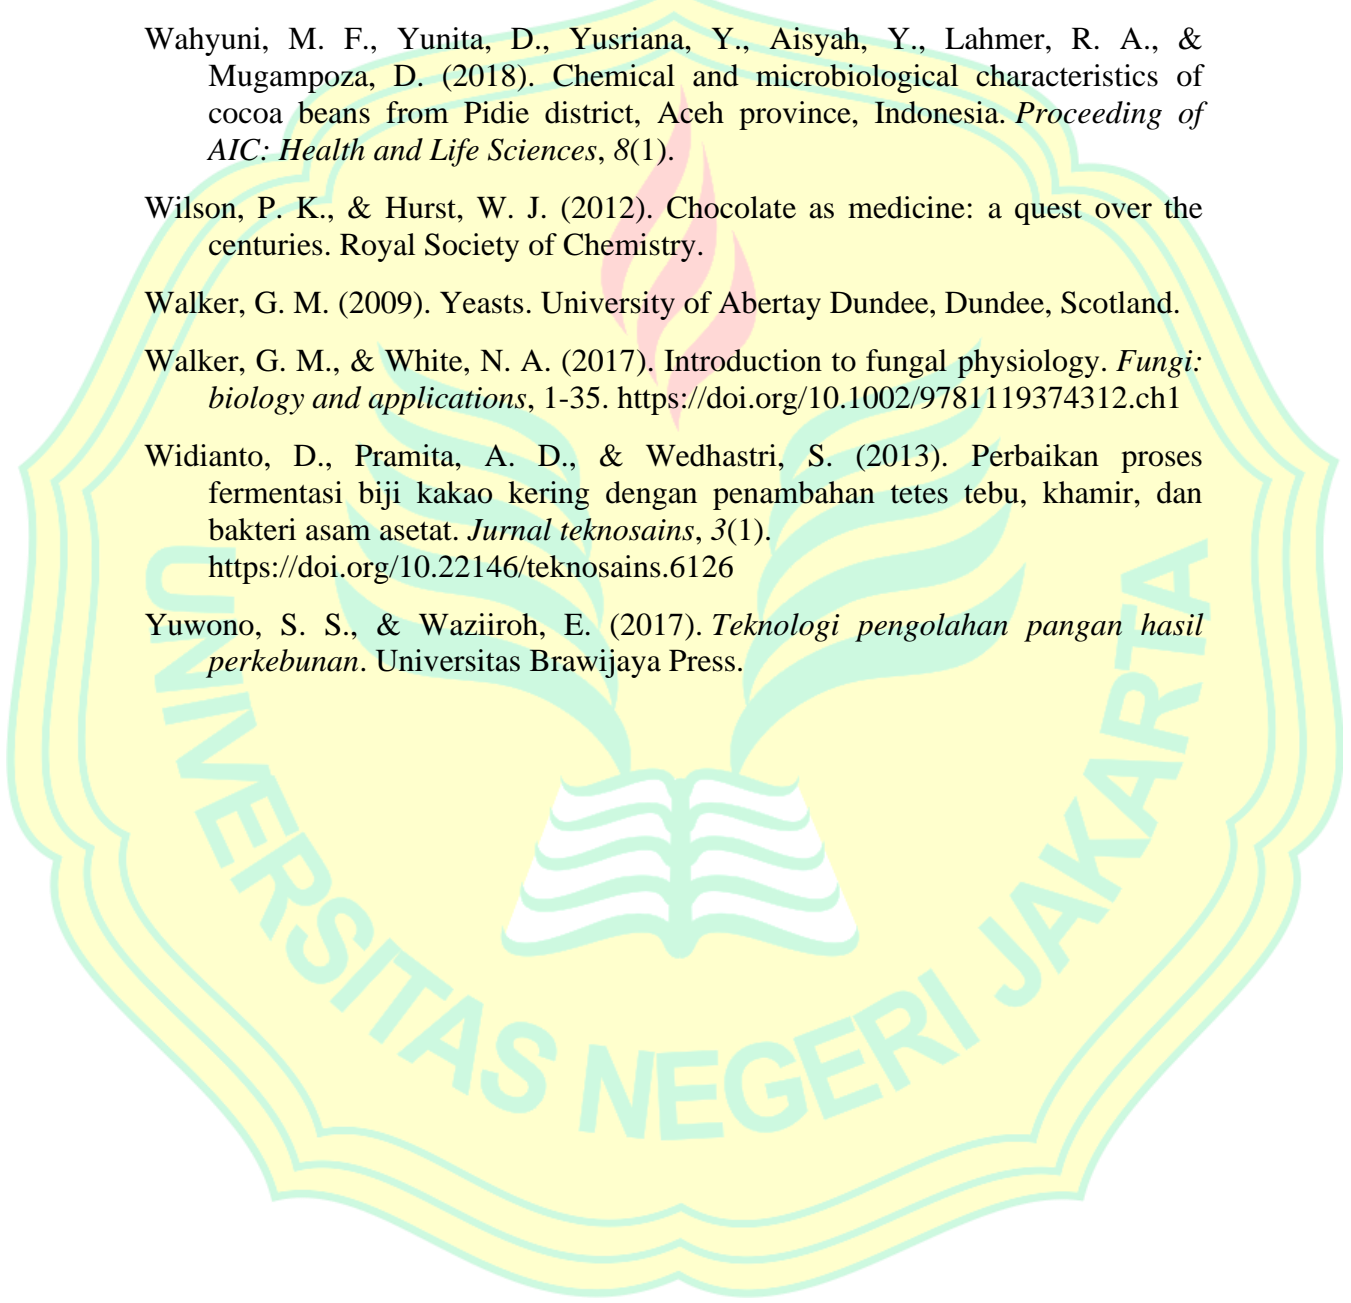 Wahyuni, M. F., Yunita, D., Yusriana, Y., Aisyah, Y., Lahmer, R. A., &
Mugampoza, D. (2018). Chemical and microbiological characteristics of
cocoa beans from Pidie district, Aceh province, Indonesia. Proceeding of
AIC: Health and Life Sciences, 8(1).
Wilson, P. K., & Hurst, W. J. (2012). Chocolate as medicine: a quest over the
centuries. Royal Society of Chemistry.
Walker, G. M. (2009). Yeasts. University of Abertay Dundee, Dundee, Scotland.
Walker, G. M., & White, N. A. (2017). Introduction to fungal physiology. Fungi:
biology and applications, 1-35. https://doi.org/10.1002/9781119374312.ch1
Widianto, D., Pramita, A. D., & Wedhastri, S. (2013). Perbaikan proses
fermentasi biji kakao kering dengan penambahan tetes tebu, khamir, dan
bakteri asam asetat. Jurnal teknosains, 3(1).
https://doi.org/10.22146/teknosains.6126
Yuwono, S. S., & Waziiroh, E. (2017). Teknologi pengolahan pangan hasil
perkebunan. Universitas Brawijaya Press.
UNIVERSITAS NEGERI JAKARTA